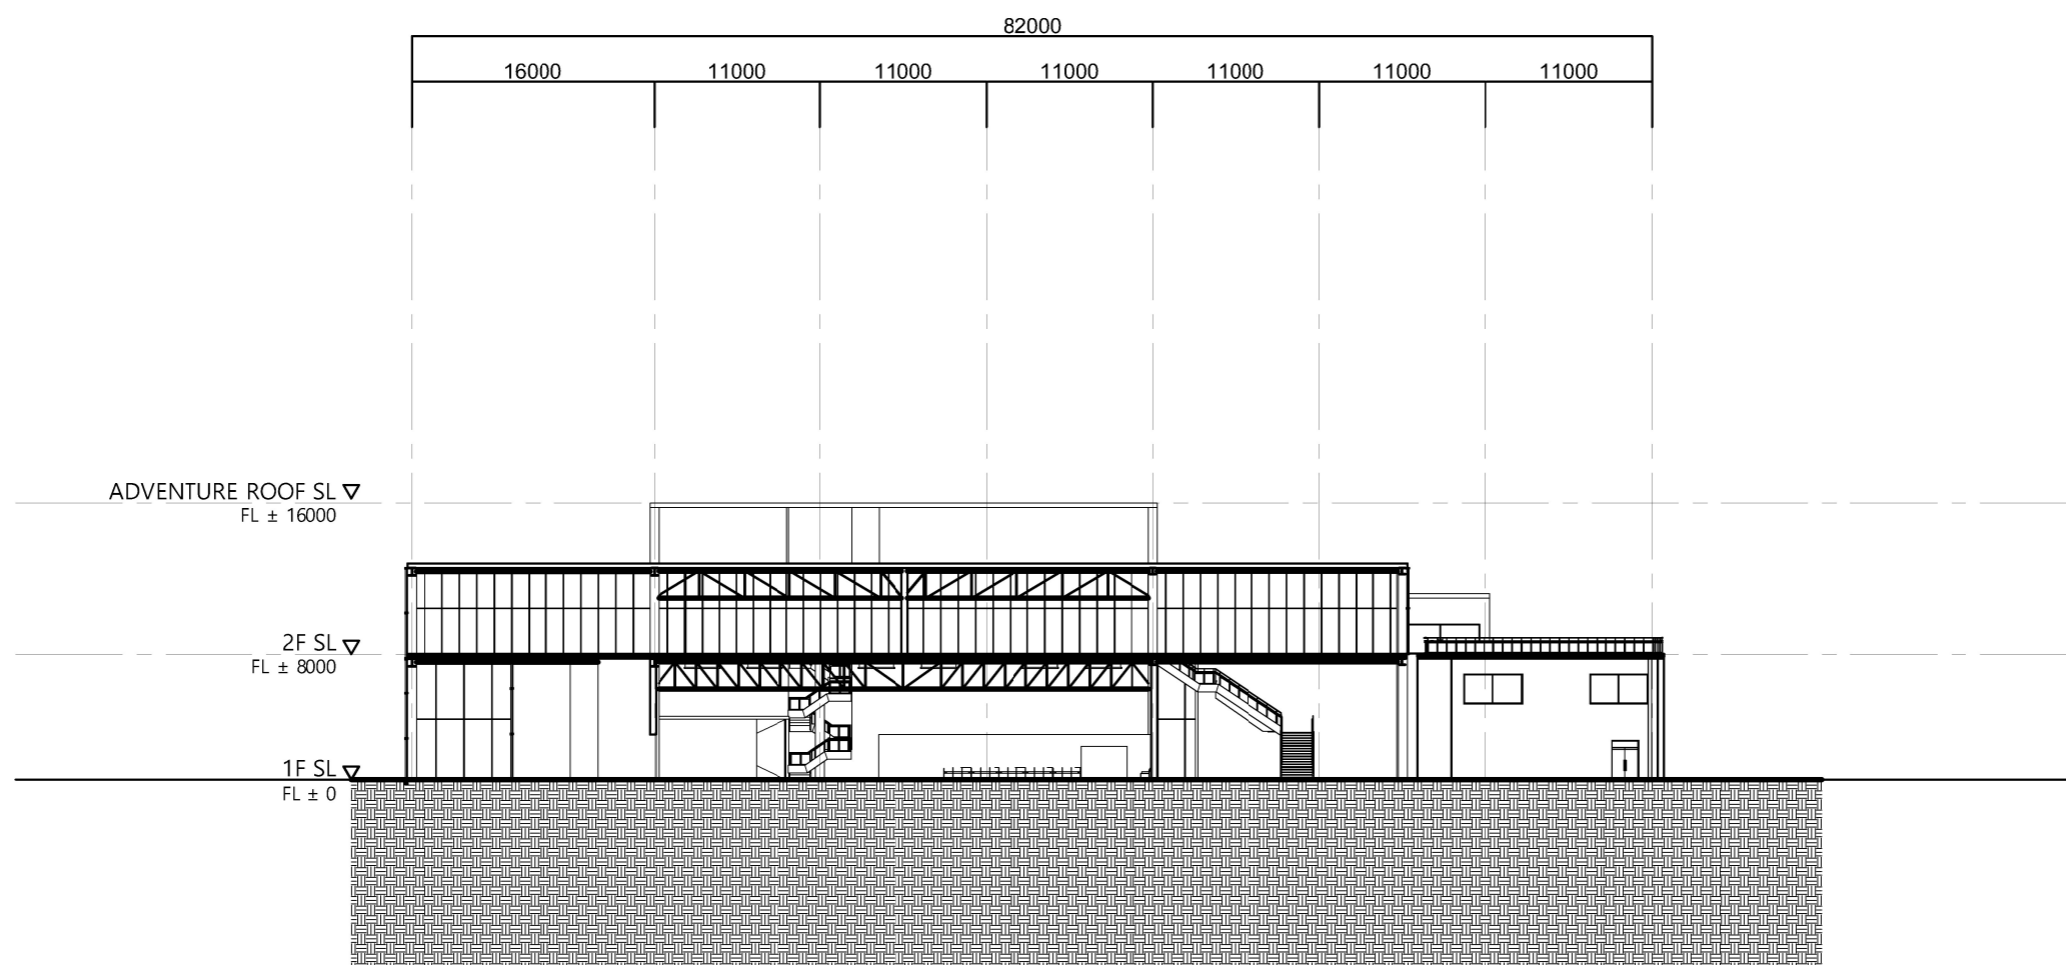 82000
16000 11000 11000 11000 11000 11000 11000
ADVENTURE ROOF SL
FL ± 16000
2F SL
FL ± 8000
1F SL
FL ± 0